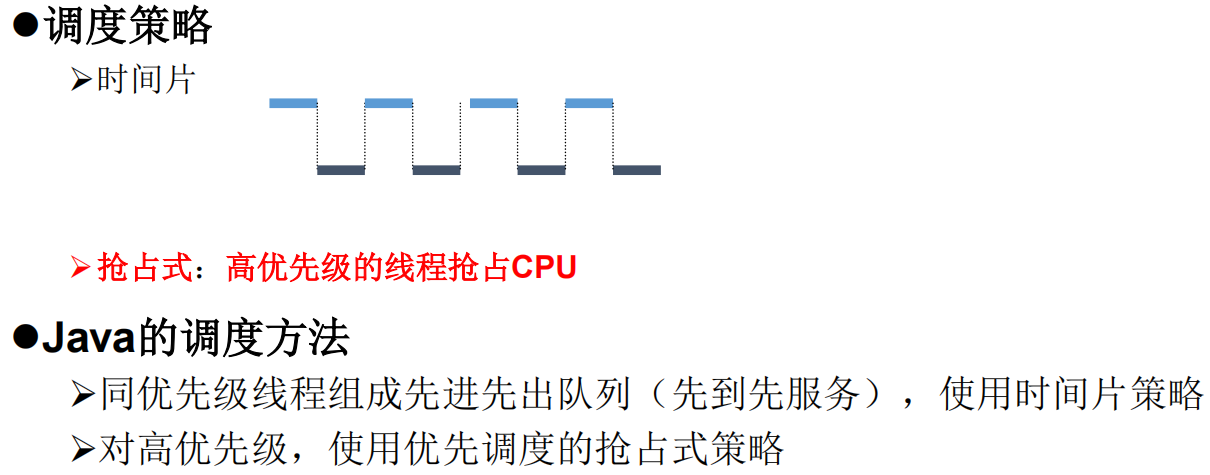 ●调度策略
➢时间片
➢抢占式：高优先级的线程抢占CPU
●Java的调度方法
➢同优先级线程组成先进先出队列（先到先服务），使用时间片策略
➢对高优先级，使用优先调度的抢占式策略